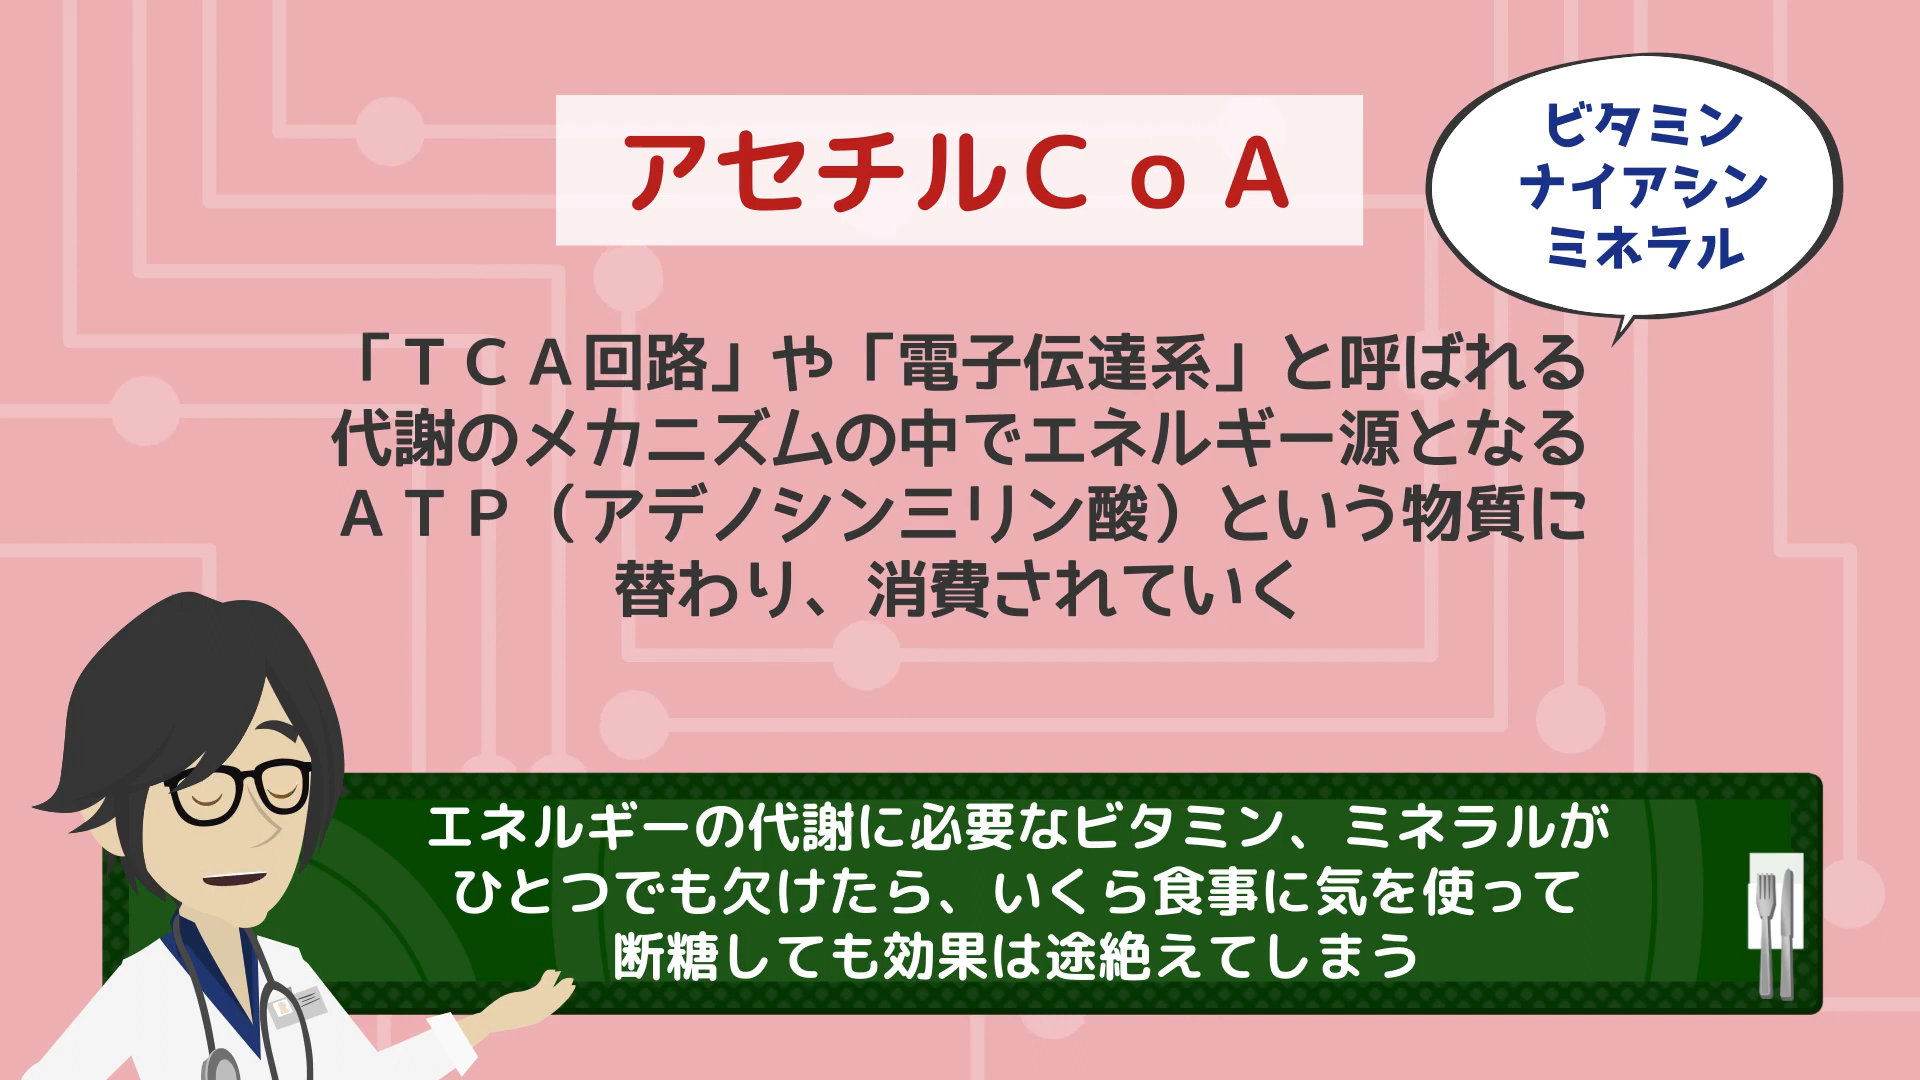 アセチルＣｏＡ
ビタミン
ナイアシン
ミネラル
「ＴＣＡ回路」や「電子伝達系」と呼ばれる
代謝のメカニズムの中でエネルギー源となる
ＡＴＰ（アデノシン三リン酸）という物質に
替わり、消費されていく
エネルギーの代謝に必要なビタミン、ミネラルが
ひとつでも欠けたら、いくら食事に気を使って
断糖しても効果は途絶えてしまう